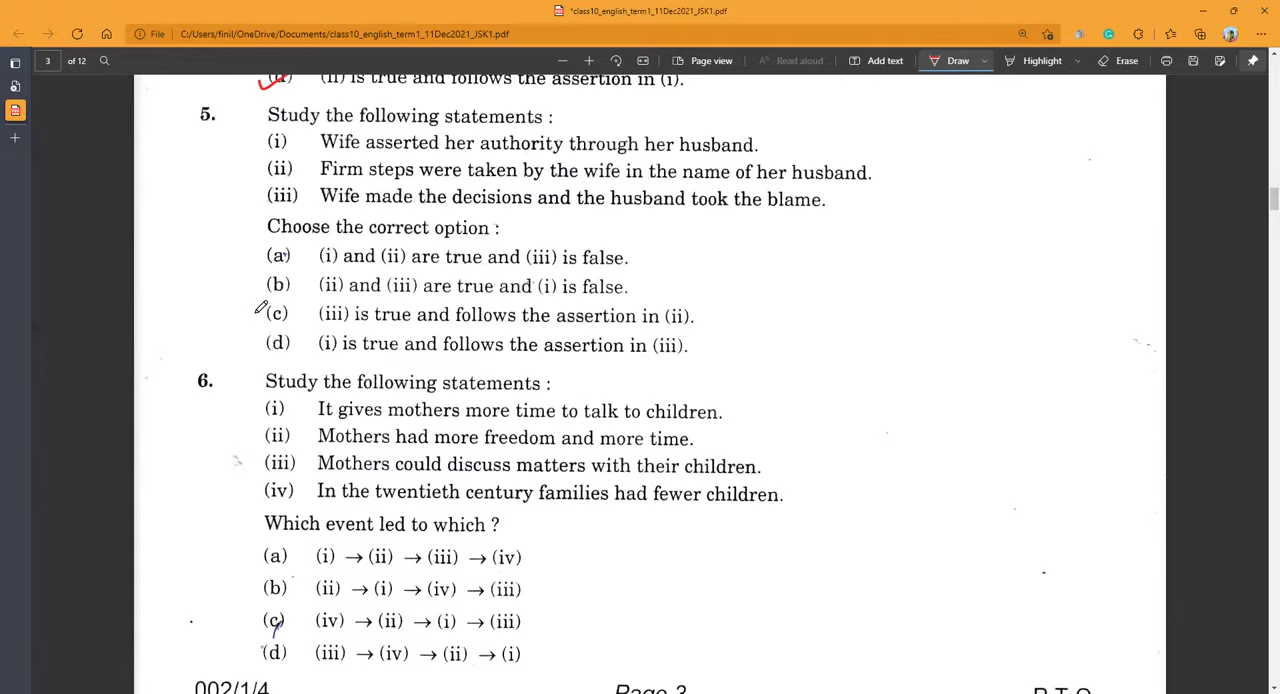 *class10_english_term1_11Dec2021_JSK1.pdf
File C:/Users/finil/OneDrive/Documents/class10_english_term1_11Dec2021_JSK1.pdf
3 of 12 Page view Read aloud Add text Draw Highlight Erase
(d) (ii) is true and follows the assertion in (i).
5. Study the following statements :
(i) Wife asserted her authority through her husband.
(ii) Firm steps were taken by the wife in the name of her husband.
(iii) Wife made the decisions and the husband took the blame.
Choose the correct option :
(a) (i) and (ii) are true and (iii) is false.
(b) (ii) and (iii) are true and (i) is false.
(c) (iii) is true and follows the assertion in (ii).
(d) (i) is true and follows the assertion in (iii).
6. Study the following statements :
(i) It gives mothers more time to talk to children.
(ii) Mothers had more freedom and more time.
(iii) Mothers could discuss matters with their children.
(iv) In the twentieth century families had fewer children.
Which event led to which ?
(a) (i) → (ii) → (iii) → (iv)
(b) (ii) → (i) → (iv) → (iii)
(c) (iv) → (ii) → (i) → (iii)
(d) (iii) → (iv) → (ii) → (i)
002/1/4 Page 3 P.T.O.